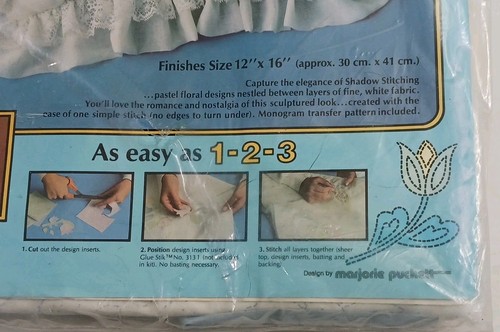 Finishes Size 12"x 16" (approx. 30 cm. x 41 cm.)
Capture the elegance of Shadow Stitching
...pastel floral designs nestled between layers of fine, white fabric.
You'll love the romance and nostalgia of this sculptured look...created with the
ease of one simple stitch (no edges to turn under). Monogram transfer pattern included.
As easy as 1-2-3
1. Cut out the design inserts.
2. Position design inserts using
Glue Stik™ No. 3137 (not included
in kit). No basting necessary.
3. Stitch all layers together (sheer
top, design inserts, batting and
backing).
Design by marjorie puckett